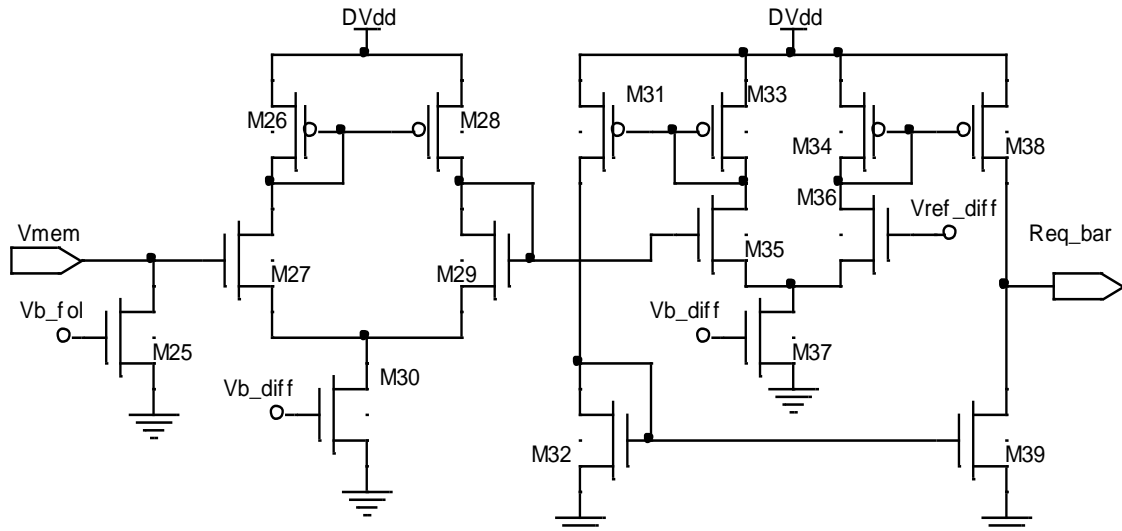 DVdd
DVdd
M26
M28
M31
M33
M34
M38
M36
Vmem
Vref_diff
Req_bar
M27
M29
M35
Vb_fol
Vb_diff
M25
M37
M30
Vb_diff
M32
M39